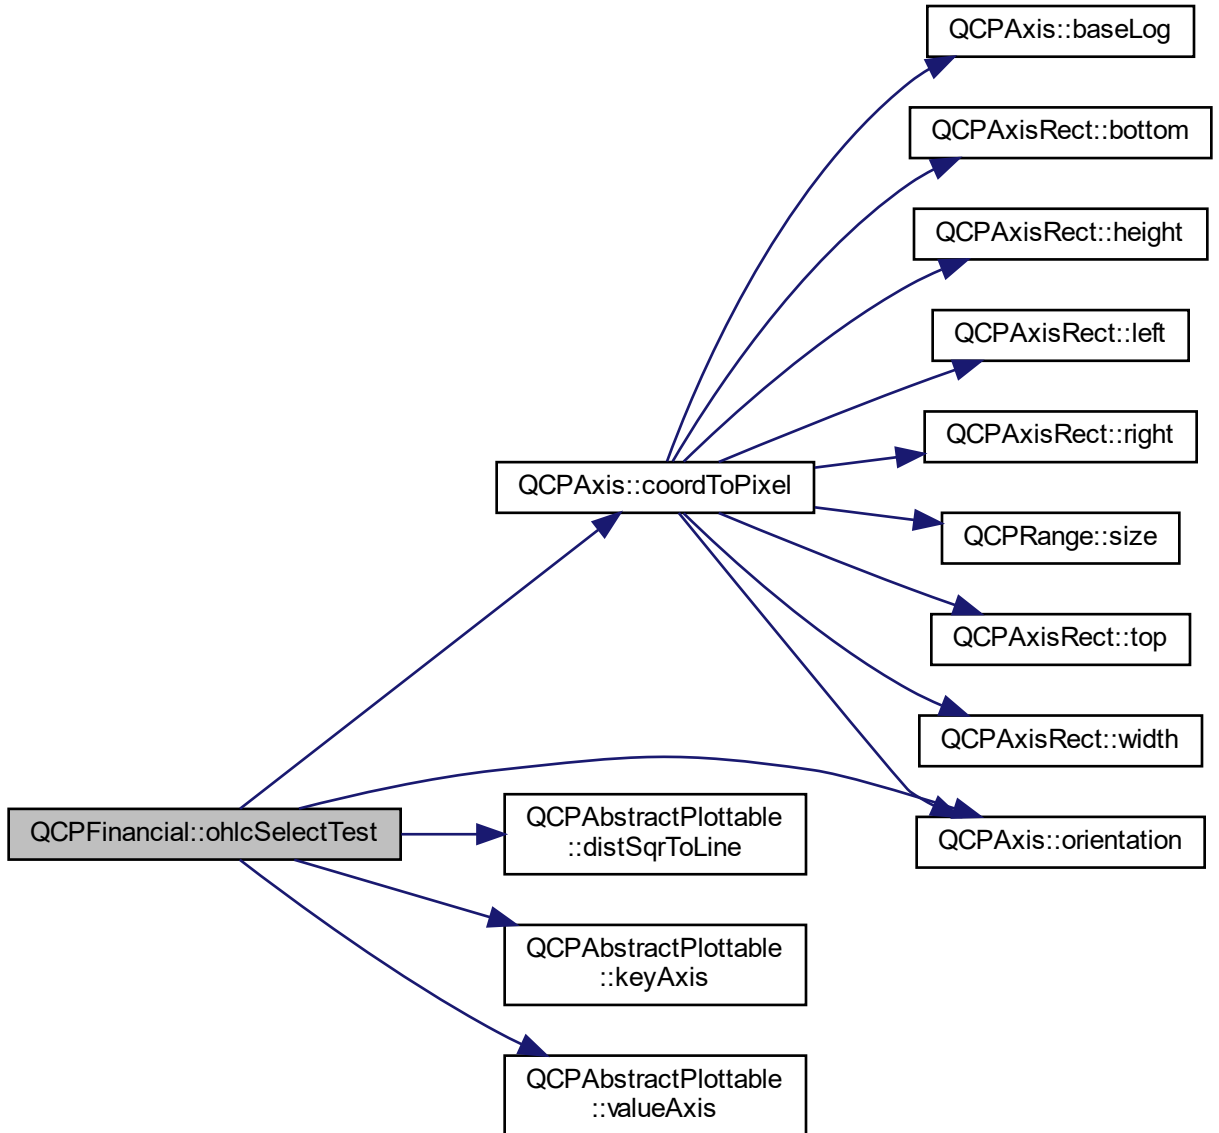 QCPAxis::baseLog
QCPAxisRect::bottom
QCPAxisRect::height
QCPAxisRect::left
QCPAxisRect::right
QCPAxis::coordToPixel
QCPRange::size
QCPAxisRect::top
QCPAxisRect::width
QCPFinancial::ohlcSelectTest
QCPAbstractPlottable
::distSqrToLine
QCPAxis::orientation
QCPAbstractPlottable
::keyAxis
QCPAbstractPlottable
::valueAxis